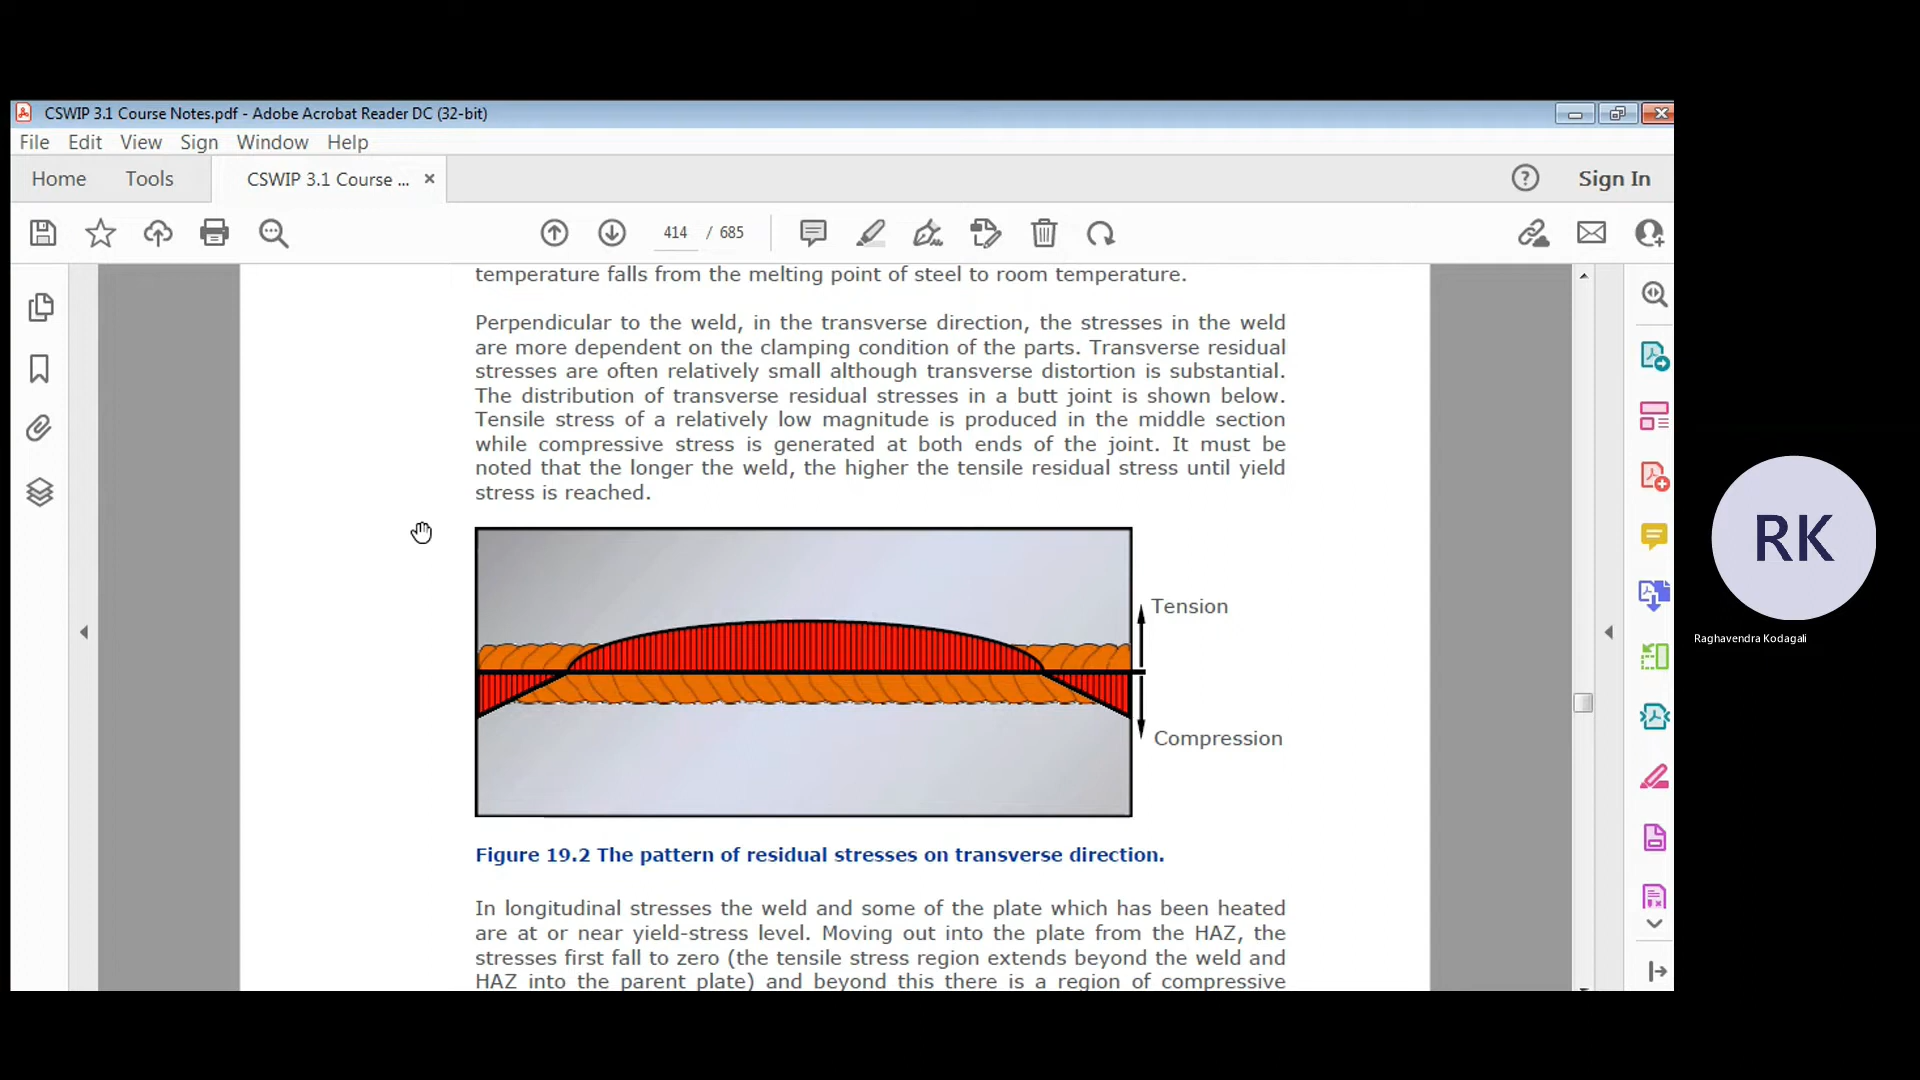 CSWIP 3.1 Course Notes.pdf - Adobe Acrobat Reader DC (32-bit)
File Edit View Sign Window Help
Home Tools CSWIP 3.1 Course ... × Sign In
414 / 685
temperature falls from the melting point of steel to room temperature.
Perpendicular to the weld, in the transverse direction, the stresses in the weld
are more dependent on the clamping condition of the parts. Transverse residual
stresses are often relatively small although transverse distortion is substantial.
The distribution of transverse residual stresses in a butt joint is shown below.
Tensile stress of a relatively low magnitude is produced in the middle section
while compressive stress is generated at both ends of the joint. It must be
noted that the longer the weld, the higher the tensile residual stress until yield
stress is reached.
Tension
Compression
Figure 19.2 The pattern of residual stresses on transverse direction.
In longitudinal stresses the weld and some of the plate which has been heated
are at or near yield-stress level. Moving out into the plate from the HAZ, the
stresses first fall to zero (the tensile stress region extends beyond the weld and
HAZ into the parent plate) and beyond this there is a region of compressive
RK
Raghavendra Kodagali